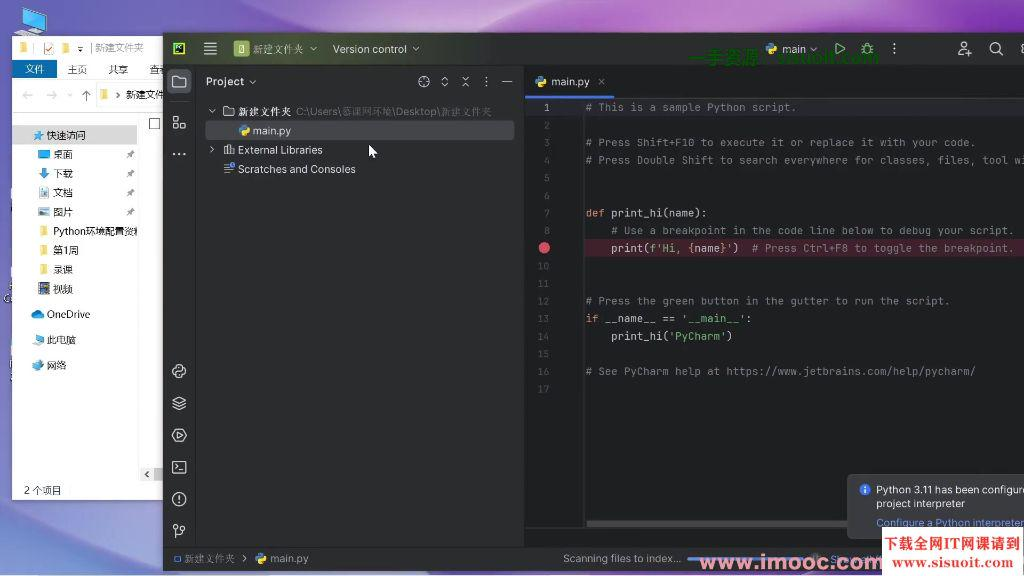 新建文件夹
文件 主页 共享 查看
新建文件
快速访问
桌面
下载
文档
图片
Python环境配置资料
第1周
录课
视频
OneDrive
此电脑
网络
2 个项目
新建文件夹 Version control
一手资源：sisuoit.com
main
Project
新建文件夹 C:\Users\慕课网环境\Desktop\新建文件夹
main.py
External Libraries
Scratches and Consoles
main.py
1 # This is a sample Python script.
2
3 # Press Shift+F10 to execute it or replace it with your code.
4 # Press Double Shift to search everywhere for classes, files, tool wi
5
6
7 def print_hi(name):
8 # Use a breakpoint in the code line below to debug your script.
print(f'Hi, {name}') # Press Ctrl+F8 to toggle the breakpoint.
10
11
12 # Press the green button in the gutter to run the script.
13 if __name__ == '__main__':
14 print_hi('PyCharm')
15
16 # See PyCharm help at https://www.jetbrains.com/help/pycharm/
17
Python 3.11 has been configure
project interpreter
Configure a Python interpreter
新建文件夹 main.py
Scanning files to index...
www.imooc.com
下载全网IT网课请到
www.sisuoit.com